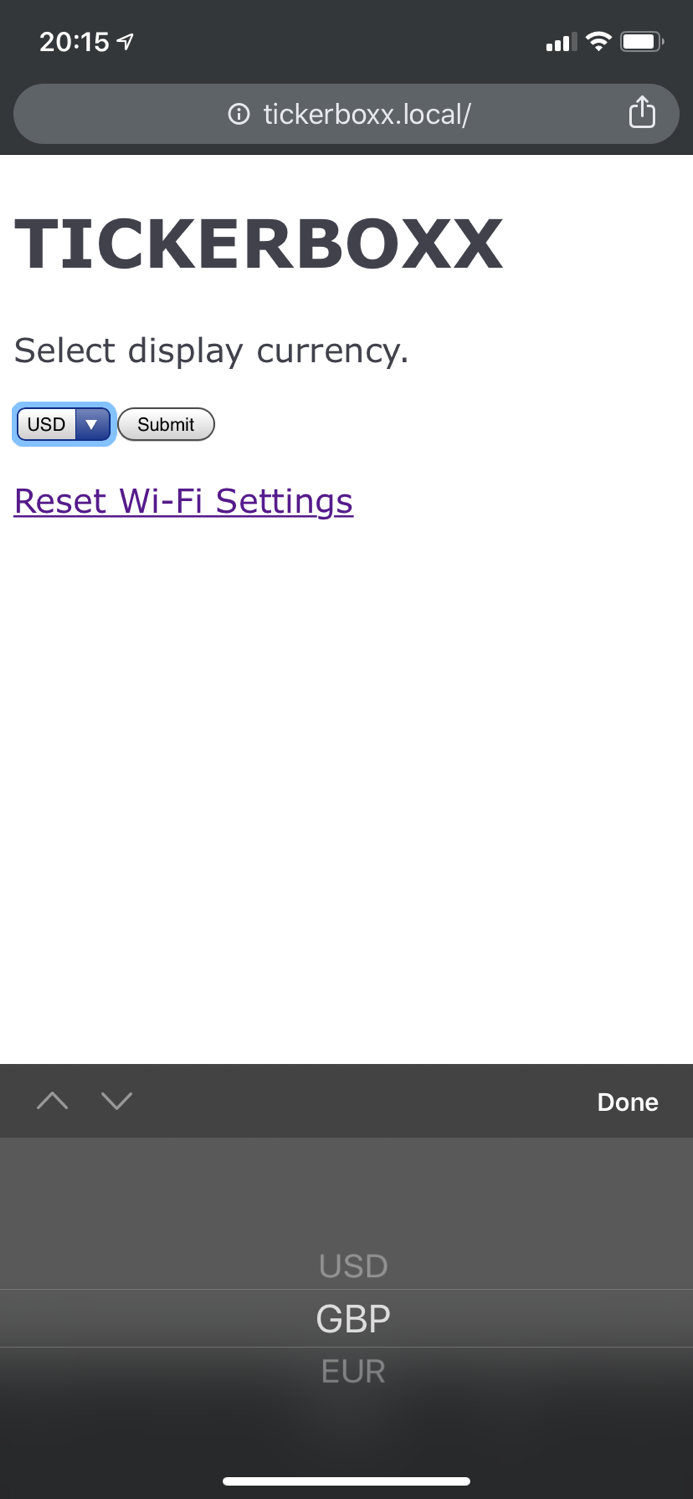 20:15
tickerboxx.local/
TICKERBOXX
Select display currency.
USD Submit
Reset Wi-Fi Settings
Done
USD
GBP
EUR